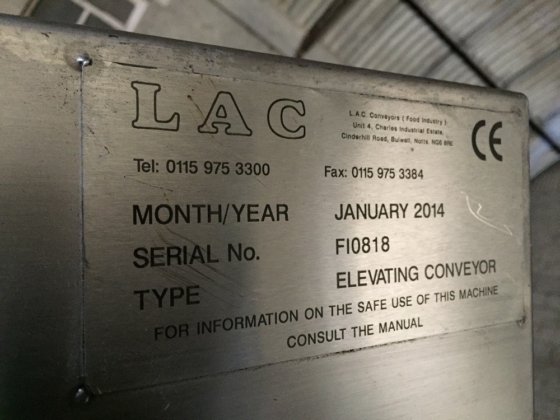 LAC
L.A.C. Conveyors ( Food Industry )
Unit 4, Charles Industrial Estate,
Cinderhill Road, Bulwell, Notts. NG6 8RE
CE
Tel: 0115 975 3300 Fax: 0115 975 3384
MONTH/YEAR JANUARY 2014
SERIAL No. FI0818
TYPE ELEVATING CONVEYOR
FOR INFORMATION ON THE SAFE USE OF THIS MACHINE
CONSULT THE MANUAL